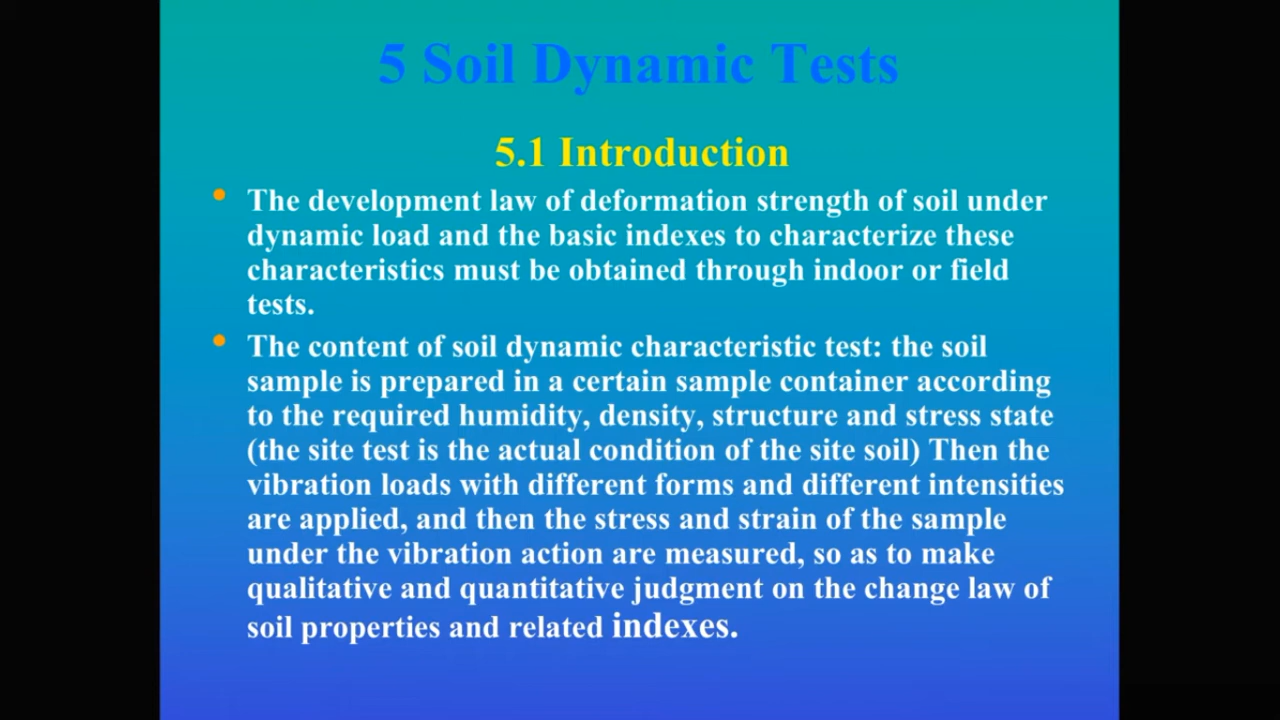 5 Soil Dynamic Tests
5.1 Introduction
• The development law of deformation strength of soil under
dynamic load and the basic indexes to characterize these
characteristics must be obtained through indoor or field
tests.
• The content of soil dynamic characteristic test: the soil
sample is prepared in a certain sample container according
to the required humidity, density, structure and stress state
(the site test is the actual condition of the site soil) Then the
vibration loads with different forms and different intensities
are applied, and then the stress and strain of the sample
under the vibration action are measured, so as to make
qualitative and quantitative judgment on the change law of
soil properties and related indexes.